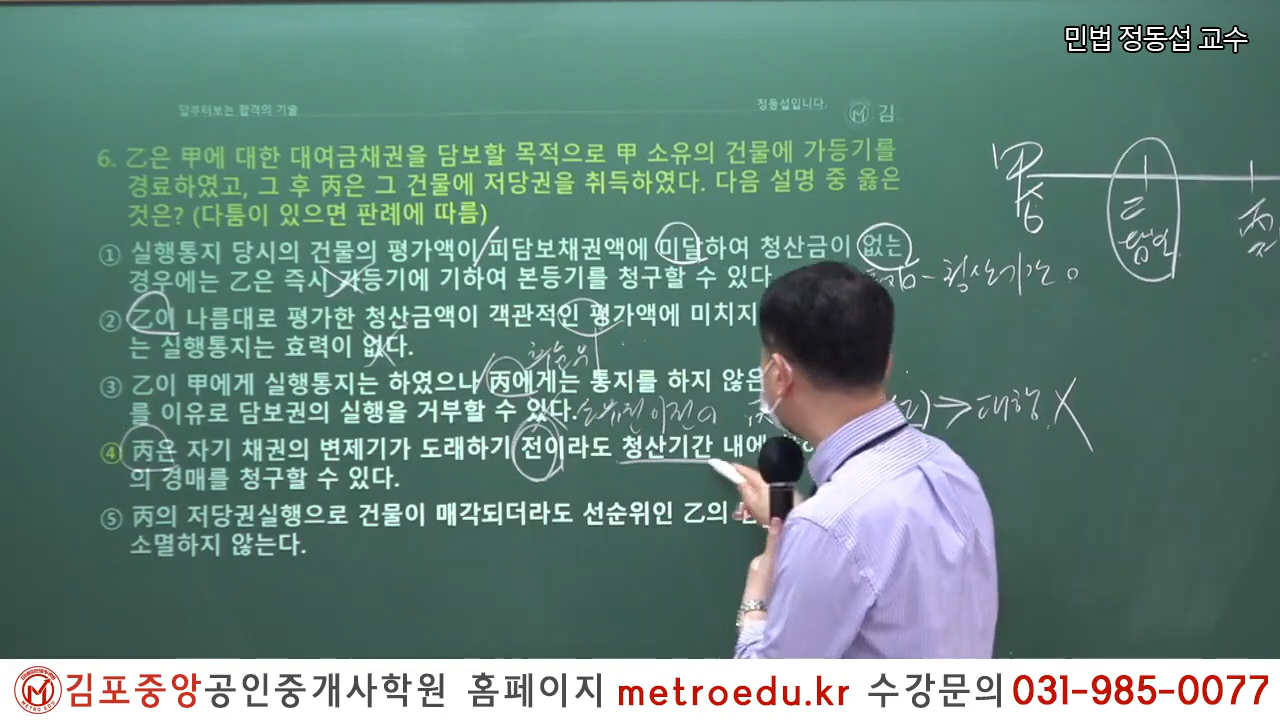 민법 정동섭 교수
답부터보는 합격의 기술
정동섭입니다.
김
6. 乙은 甲에 대한 대여금채권을 담보할 목적으로 甲 소유의 건물에 가등기를
경료하였고, 그 후 丙은 그 건물에 저당권을 취득하였다. 다음 설명 중 옳은
것은? (다툼이 있으면 판례에 따름)
① 실행통지 당시의 건물의 평가액이 피담보채권액에 미달하여 청산금이 없는
경우에는 乙은 즉시 가등기에 기하여 본등기를 청구할 수 있다.
② 乙이 나름대로 평가한 청산금액이 객관적인 평가액에 미치지
는 실행통지는 효력이 없다.
③ 乙이 甲에게 실행통지는 하였으나 丙에게는 통지를 하지 않은
를 이유로 담보권의 실행을 거부할 수 있다.
④ 丙은 자기 채권의 변제기가 도래하기 전이라도 청산기간 내에
의 경매를 청구할 수 있다.
⑤ 丙의 저당권실행으로 건물이 매각되더라도 선순위인 乙의
소멸하지 않는다.
甲
乙
丙
후순위
청산기간
대항 X
METRO EDU
김포중앙공인중개사학원 홈페이지 metroedu.kr 수강문의 031-985-0077